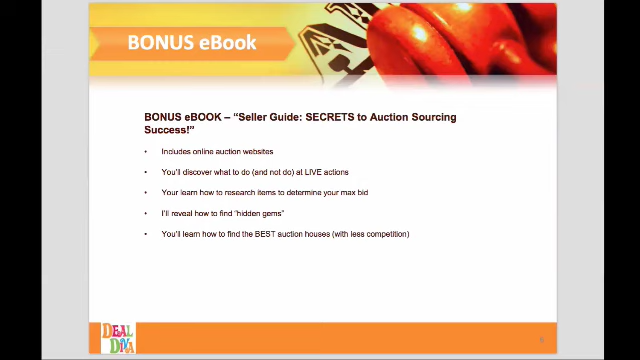 BONUS eBook
BONUS eBOOK – “Seller Guide: SECRETS to Auction Sourcing
Success!”
• Includes online auction websites
• You’ll discover what to do (and not do) at LIVE actions
• Your learn how to research items to determine your max bid
• I’ll reveal how to find “hidden gems”
• You’ll learn how to find the BEST auction houses (with less competition)
DEAL
DIVA